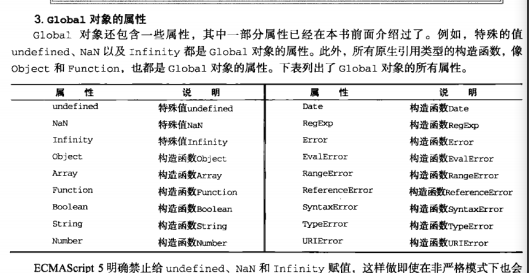 3. Global 对象的属性
Global 对象还包含一些属性，其中一部分属性已经在本书前面介绍过了。例如，特殊的值
undefined、NaN 以及 Infinity 都是 Global 对象的属性。此外，所有原生引用类型的构造函数，像
Object 和 Function，也都是 Global 对象的属性。下表列出了 Global 对象的所有属性。
属 性 说 明 属 性 说 明
undefined 特殊值undefined Date 构造函数Date
NaN 特殊值NaN RegExp 构造函数RegExp
Infinity 特殊值Infinity Error 构造函数Error
Object 构造函数Object EvalError 构造函数EvalError
Array 构造函数Array RangeError 构造函数RangeError
Function 构造函数Function ReferenceError 构造函数ReferenceError
Boolean 构造函数Boolean SyntaxError 构造函数SyntaxError
String 构造函数String TypeError 构造函数TypeError
Number 构造函数Number URIError 构造函数URIError
ECMAScript 5 明确禁止给 undefined、NaN 和 Infinity 赋值，这样做即使在非严格模式下也会